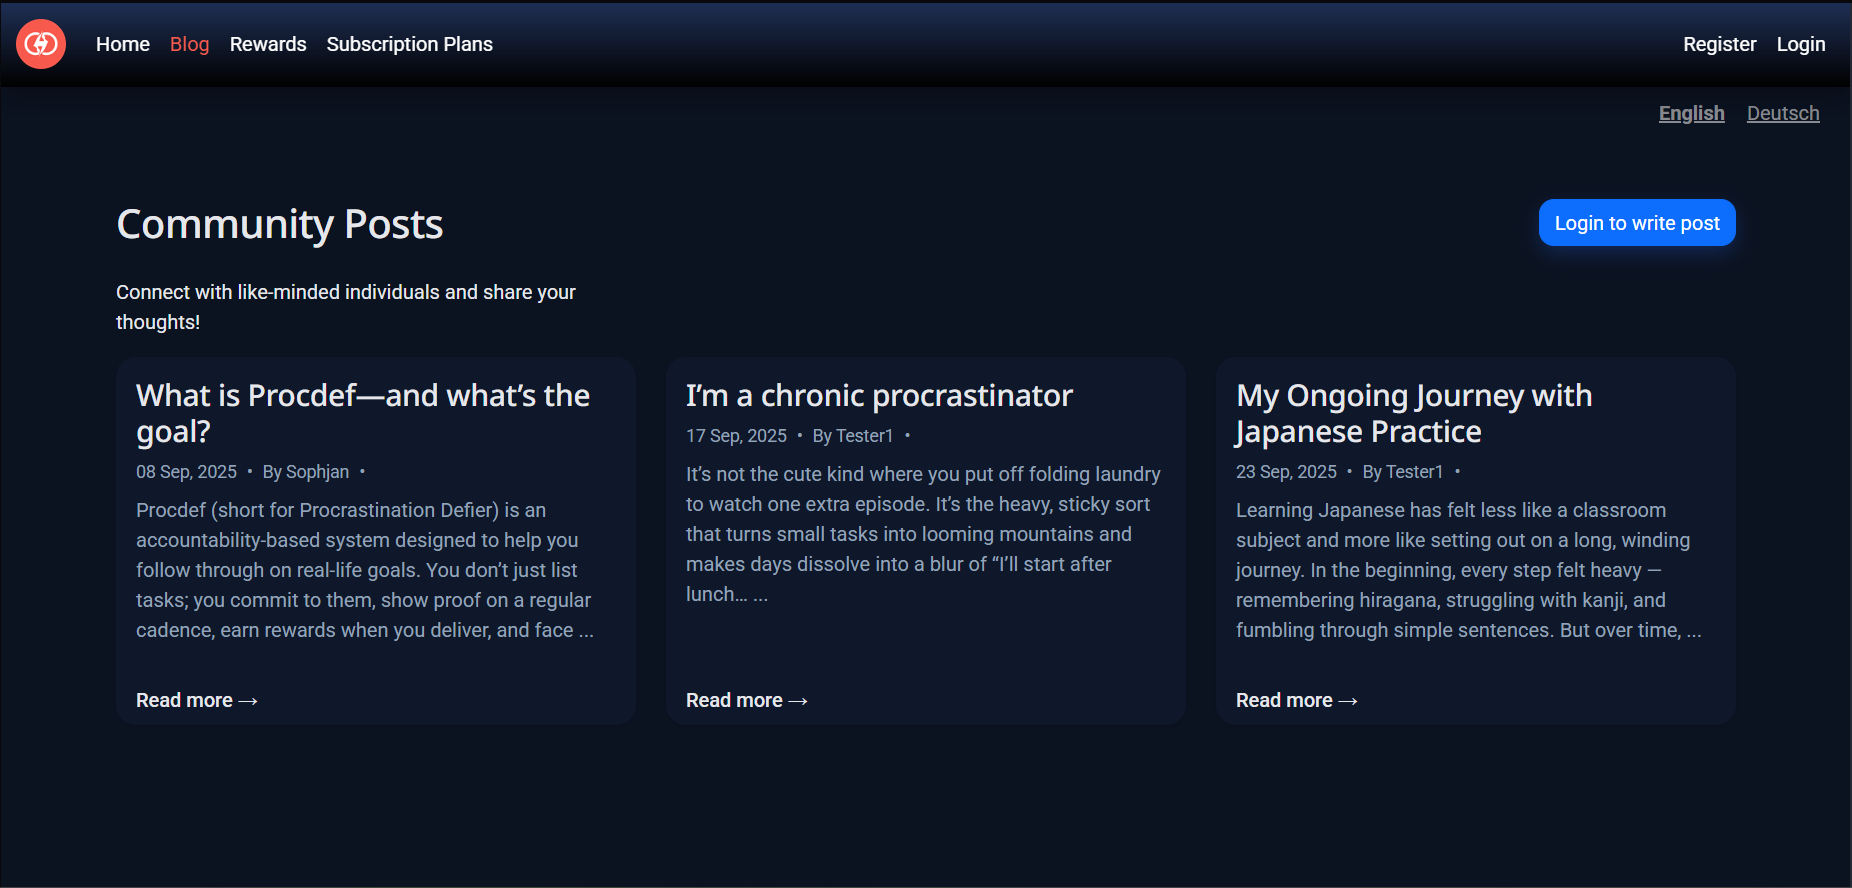 Home Blog Rewards Subscription Plans Register Login
English Deutsch
Community Posts
Login to write post
Connect with like-minded individuals and share your
thoughts!
What is Procdef—and what’s the
goal?
08 Sep, 2025 • By Sophjan •
Procdef (short for Procrastination Defier) is an
accountability-based system designed to help you
follow through on real-life goals. You don’t just list
tasks; you commit to them, show proof on a regular
cadence, earn rewards when you deliver, and face ...
Read more →
I’m a chronic procrastinator
17 Sep, 2025 • By Tester1 •
It’s not the cute kind where you put off folding laundry
to watch one extra episode. It’s the heavy, sticky sort
that turns small tasks into looming mountains and
makes days dissolve into a blur of “I’ll start after
lunch… ...
Read more →
My Ongoing Journey with
Japanese Practice
23 Sep, 2025 • By Tester1 •
Learning Japanese has felt less like a classroom
subject and more like setting out on a long, winding
journey. In the beginning, every step felt heavy —
remembering hiragana, struggling with kanji, and
fumbling through simple sentences. But over time, ...
Read more →